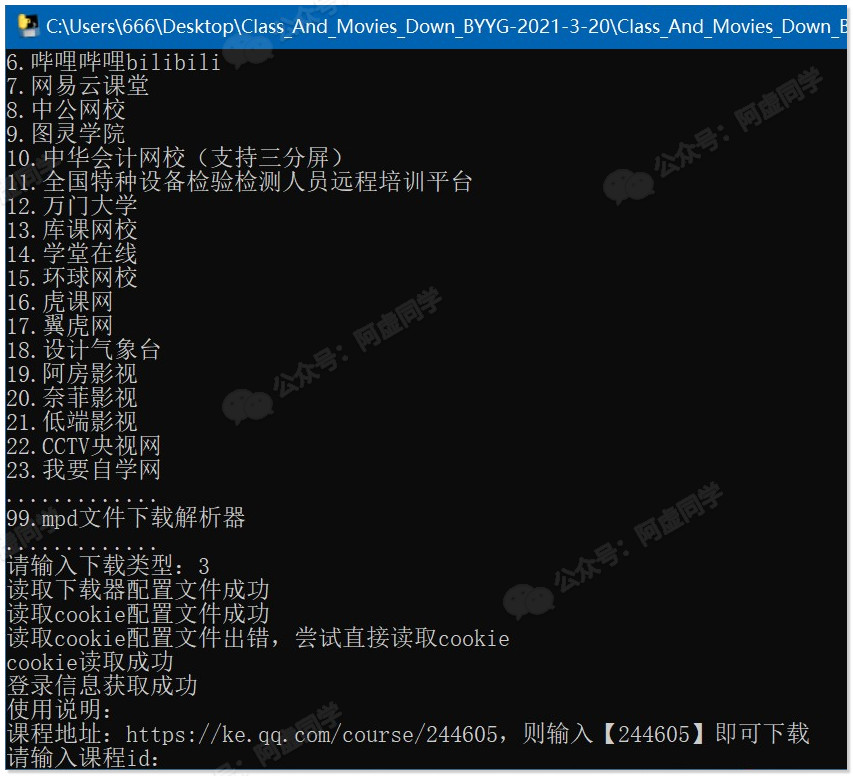 C:\Users\666\Desktop\Class_And_Movies_Down_BYYG-2021-3-20\Class_And_Movies_Down_B
6.哔哩哔哩bilibili
7.网易云课堂
8.中公网校
9.图灵学院
10.中华会计网校（支持三分屏）
11.全国特种设备检验检测人员远程培训平台
12.万门大学
13.库课网校
14.学堂在线
15.环球网校
16.虎课网
17.翼虎网
18.设计气象台
19.阿房影视
20.奈菲影视
21.低端影视
22.CCTV央视网
23.我要自学网
.............
99.mpd文件下载解析器
.............
请输入下载类型：3
读取下载器配置文件成功
读取cookie配置文件成功
读取cookie配置文件出错，尝试直接读取cookie
cookie读取成功
登录信息获取成功
使用说明：
课程地址：https://ke.qq.com/course/244605，则输入【244605】即可下载
请输入课程id：
公众号：阿虚同学
公众号：阿虚同学
公众号：阿虚同学